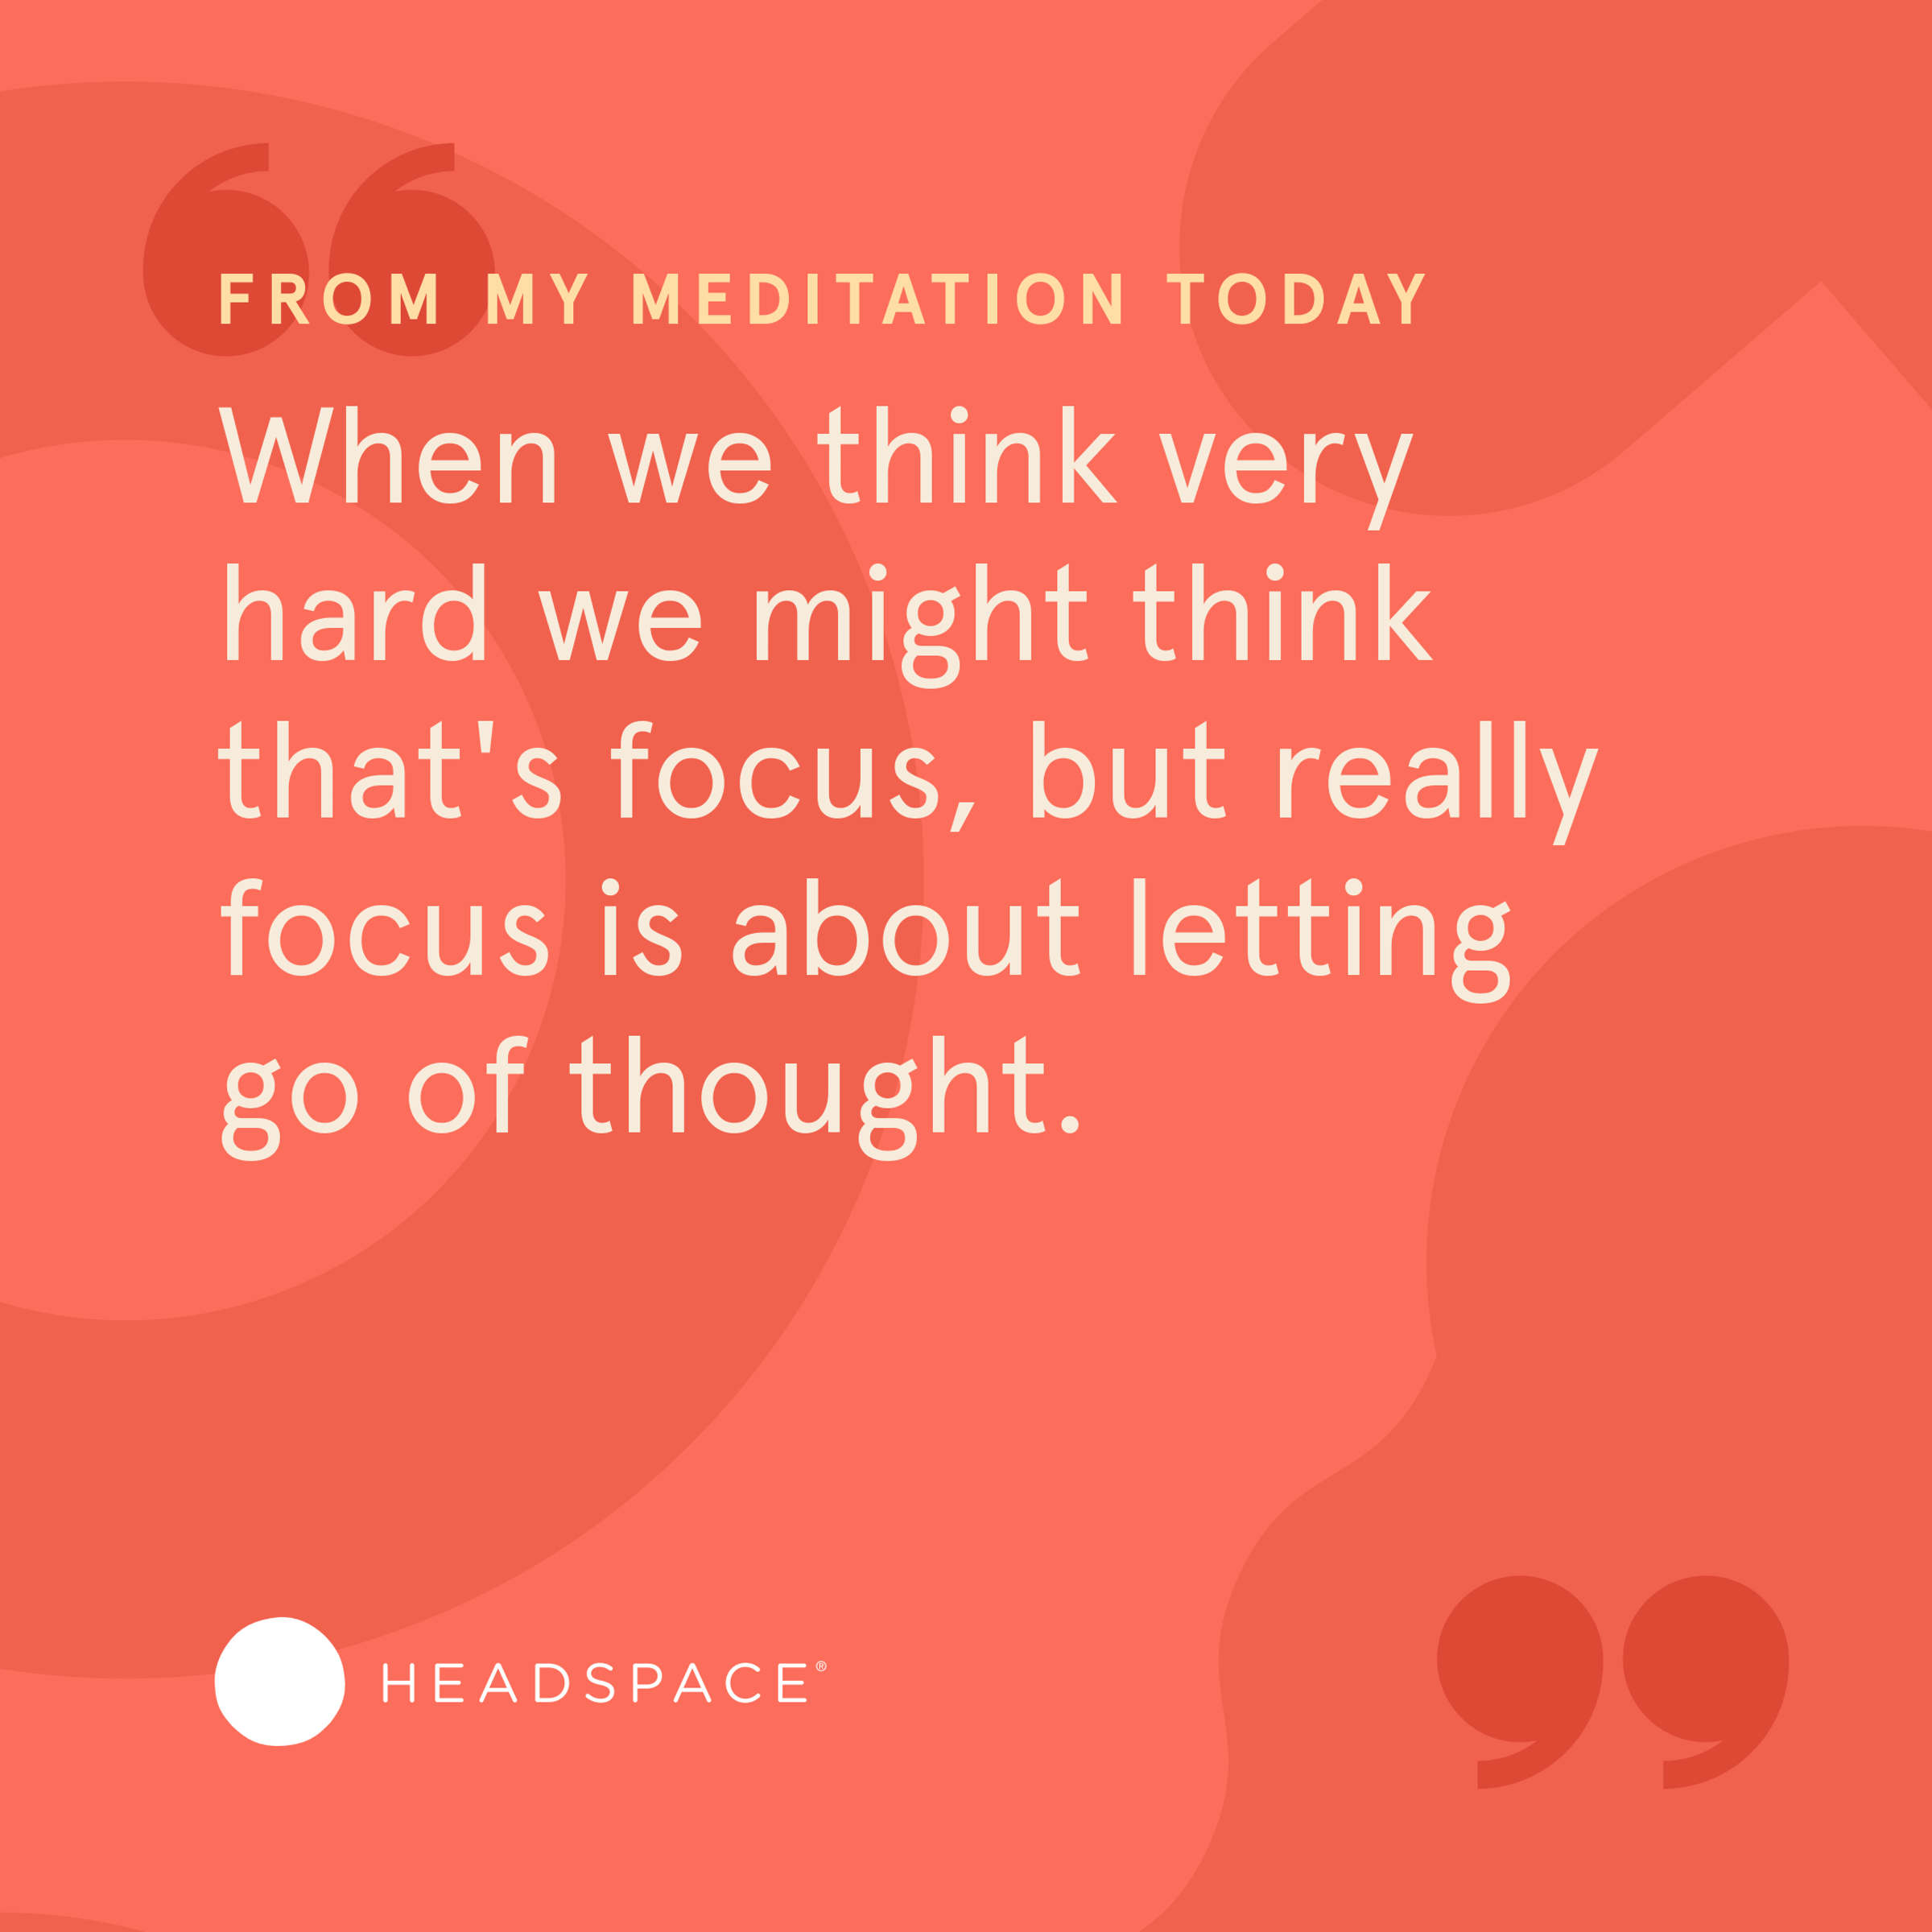 FROM MY MEDITATION TODAY
When we think very
hard we might think
that's focus, but really
focus is about letting
go of thought.
HEADSPACE®